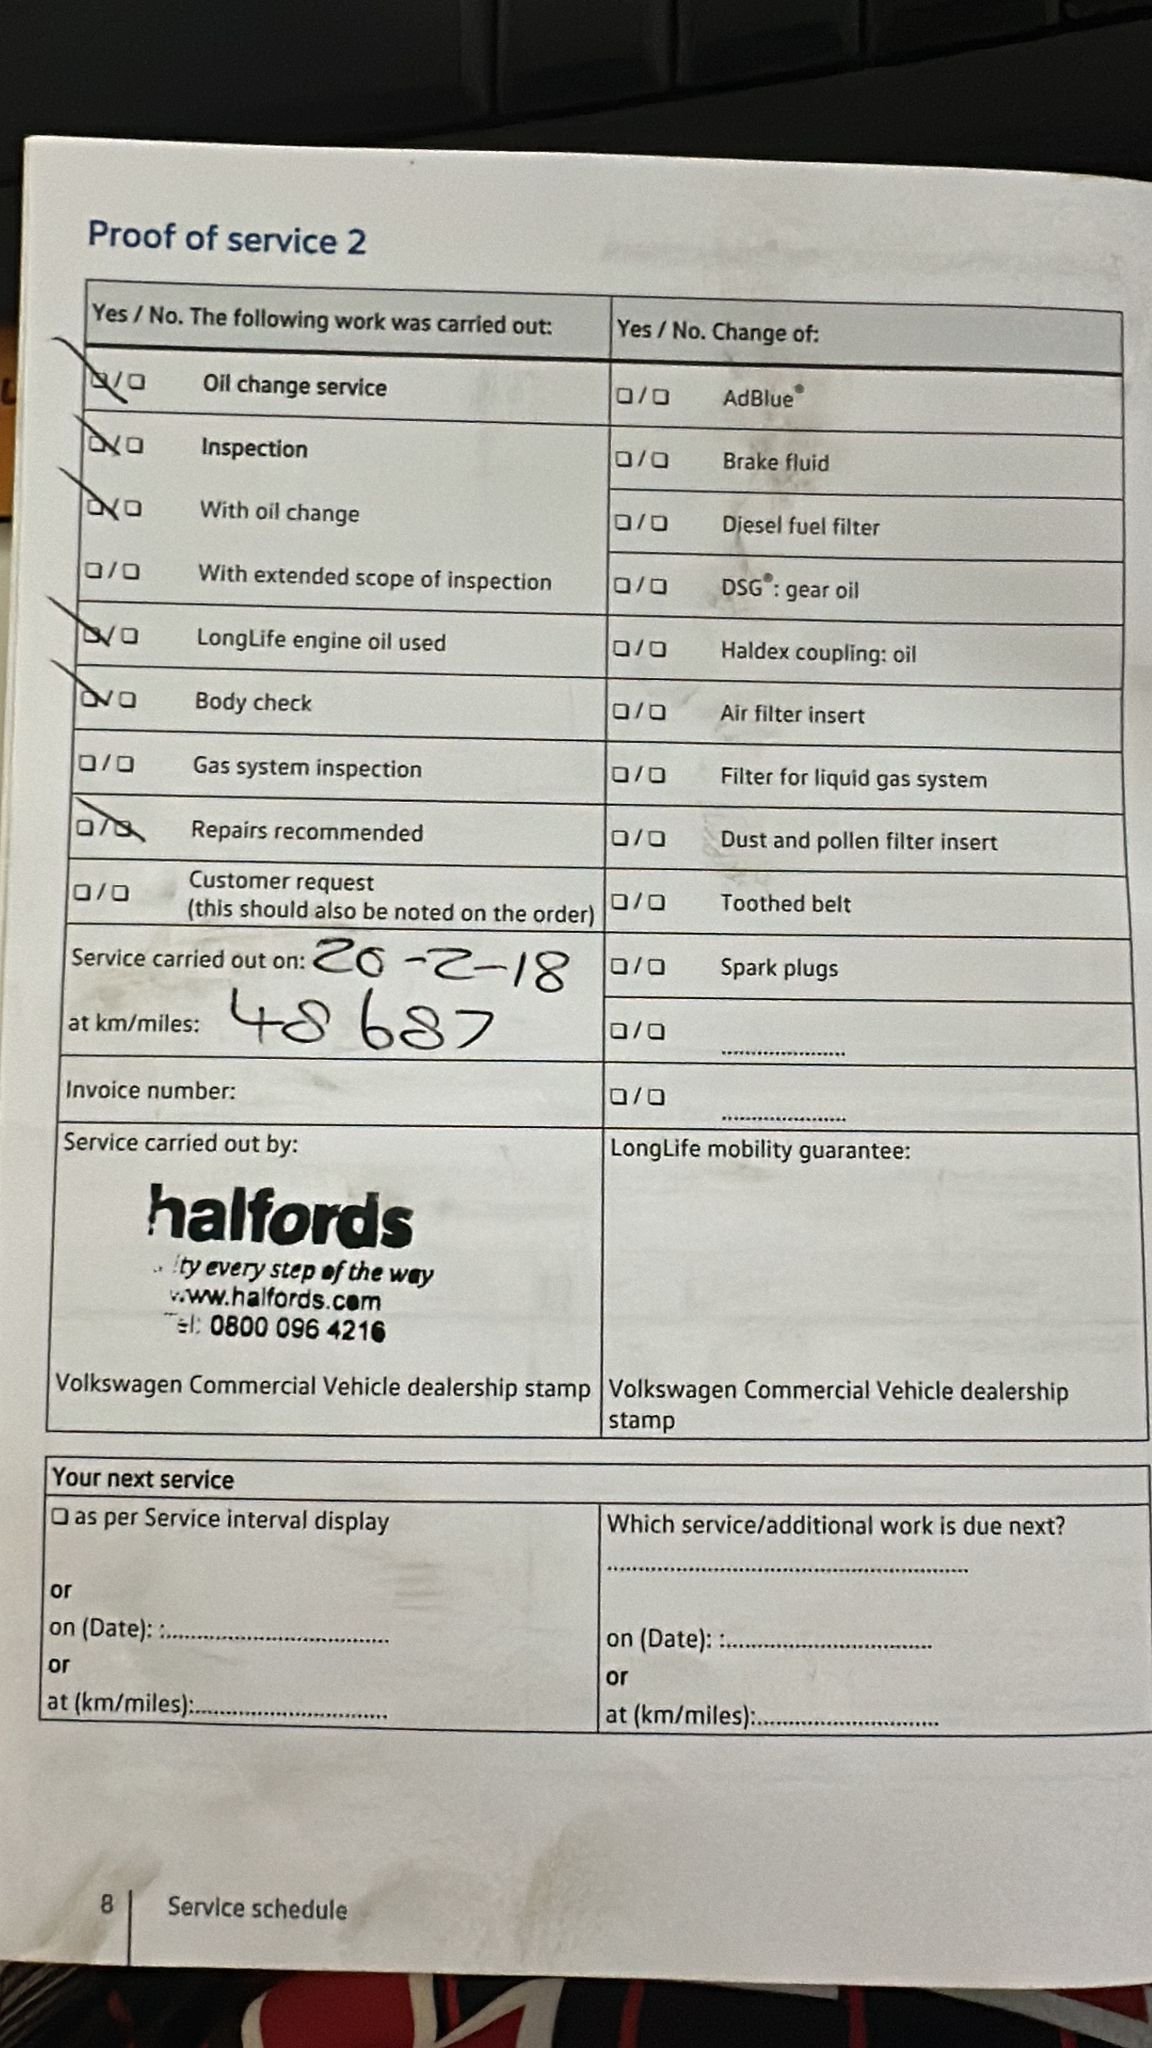 Proof of service 2
Yes / No. The following work was carried out:
❏/❏ Oil change service
❏/❏ Inspection
❏/❏ With oil change
❏/❏ With extended scope of inspection
❏/❏ LongLife engine oil used
❏/❏ Body check
❏/❏ Gas system inspection
❏/❏ Repairs recommended
❏/❏ Customer request
(this should also be noted on the order)
Service carried out on: 20-2-18
at km/miles: 48 687
Invoice number:
Service carried out by:
halfords
every step of the way
www.halfords.com
Tel: 0800 096 4216
Volkswagen Commercial Vehicle dealership stamp
Yes / No. Change of:
❏/❏ AdBlue®
❏/❏ Brake fluid
❏/❏ Diesel fuel filter
❏/❏ DSG®: gear oil
❏/❏ Haldex coupling: oil
❏/❏ Air filter insert
❏/❏ Filter for liquid gas system
❏/❏ Dust and pollen filter insert
❏/❏ Toothed belt
❏/❏ Spark plugs
❏/❏ ....................
❏/❏ ....................
LongLife mobility guarantee:
Volkswagen Commercial Vehicle dealership
stamp
Your next service
❏ as per Service interval display
or
on (Date): :....................................
or
at (km/miles):...............................
Which service/additional work is due next?
..........................................................
on (Date): :.................................
or
at (km/miles):.............................
8 Service schedule